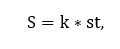 S = k * st,